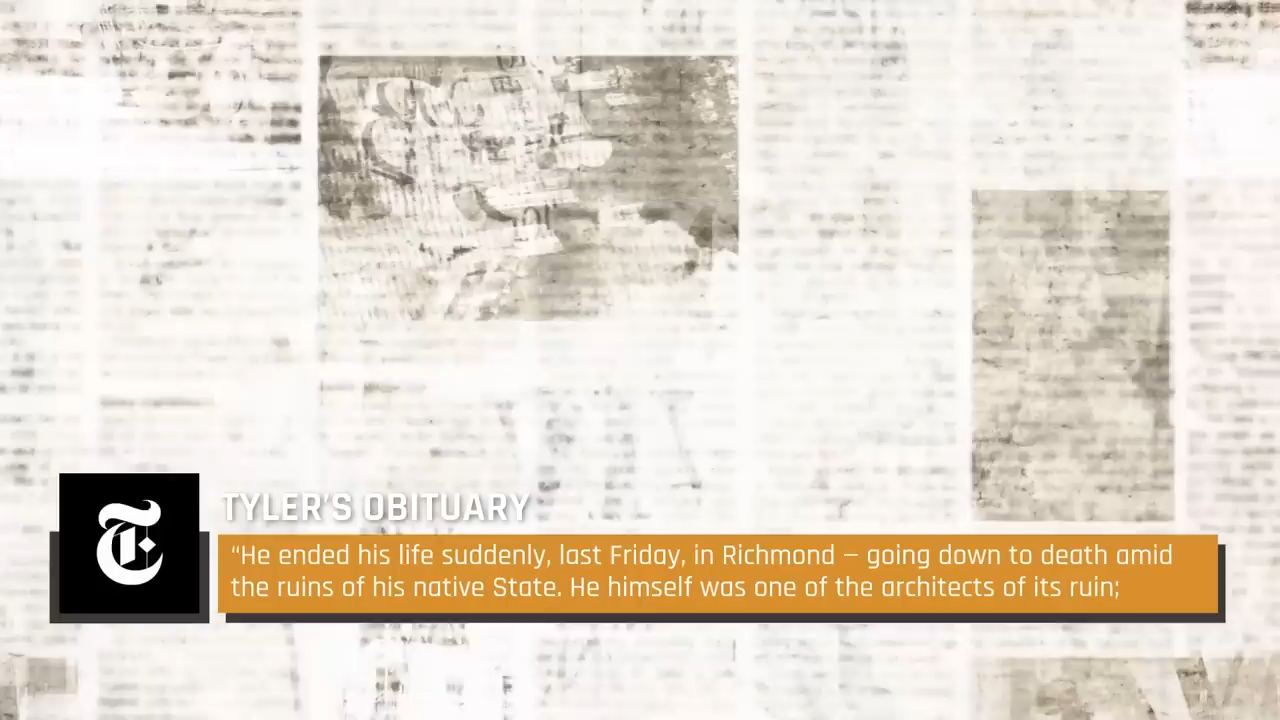 TYLER'S OBITUARY
“He ended his life suddenly, last Friday, in Richmond – going down to death amid
the ruins of his native State. He himself was one of the architects of its ruin;